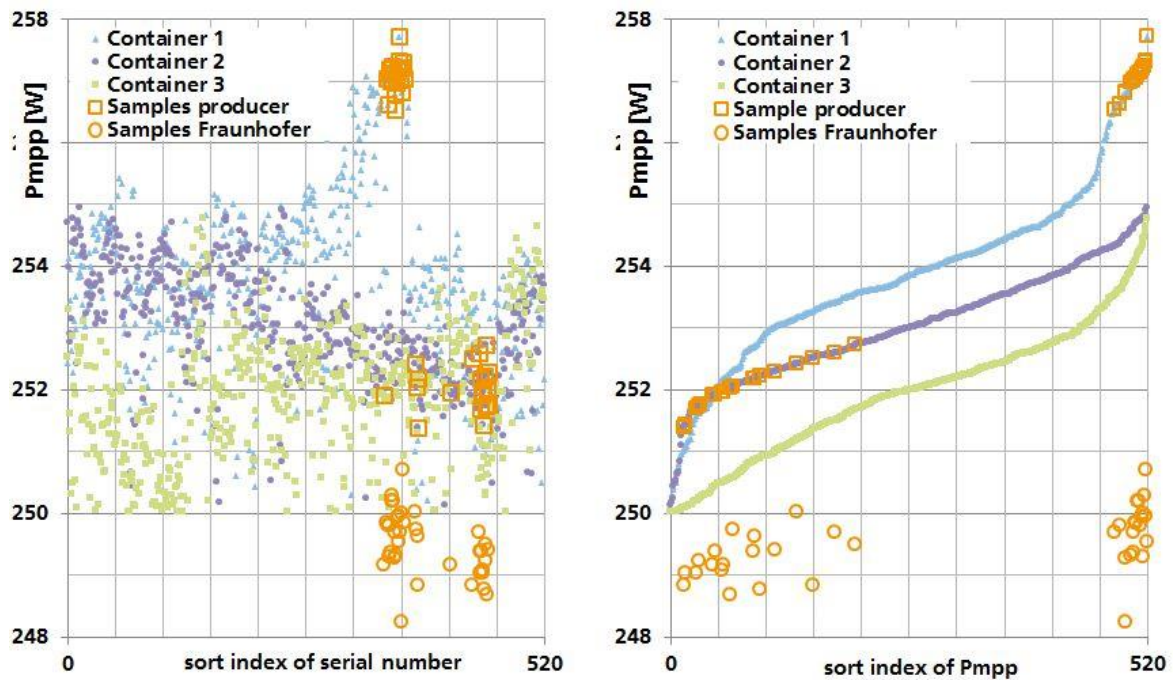 258
Container 1
Container 2
Container 3
Samples producer
Samples Fraunhofer
Pmpp [W]
254
252
250
248
0
sort index of serial number
520
258
Container 1
Container 2
Container 3
Sample producer
Samples Fraunhofer
Pmpp [W]
254
252
250
248
0
sort index of Pmpp
520